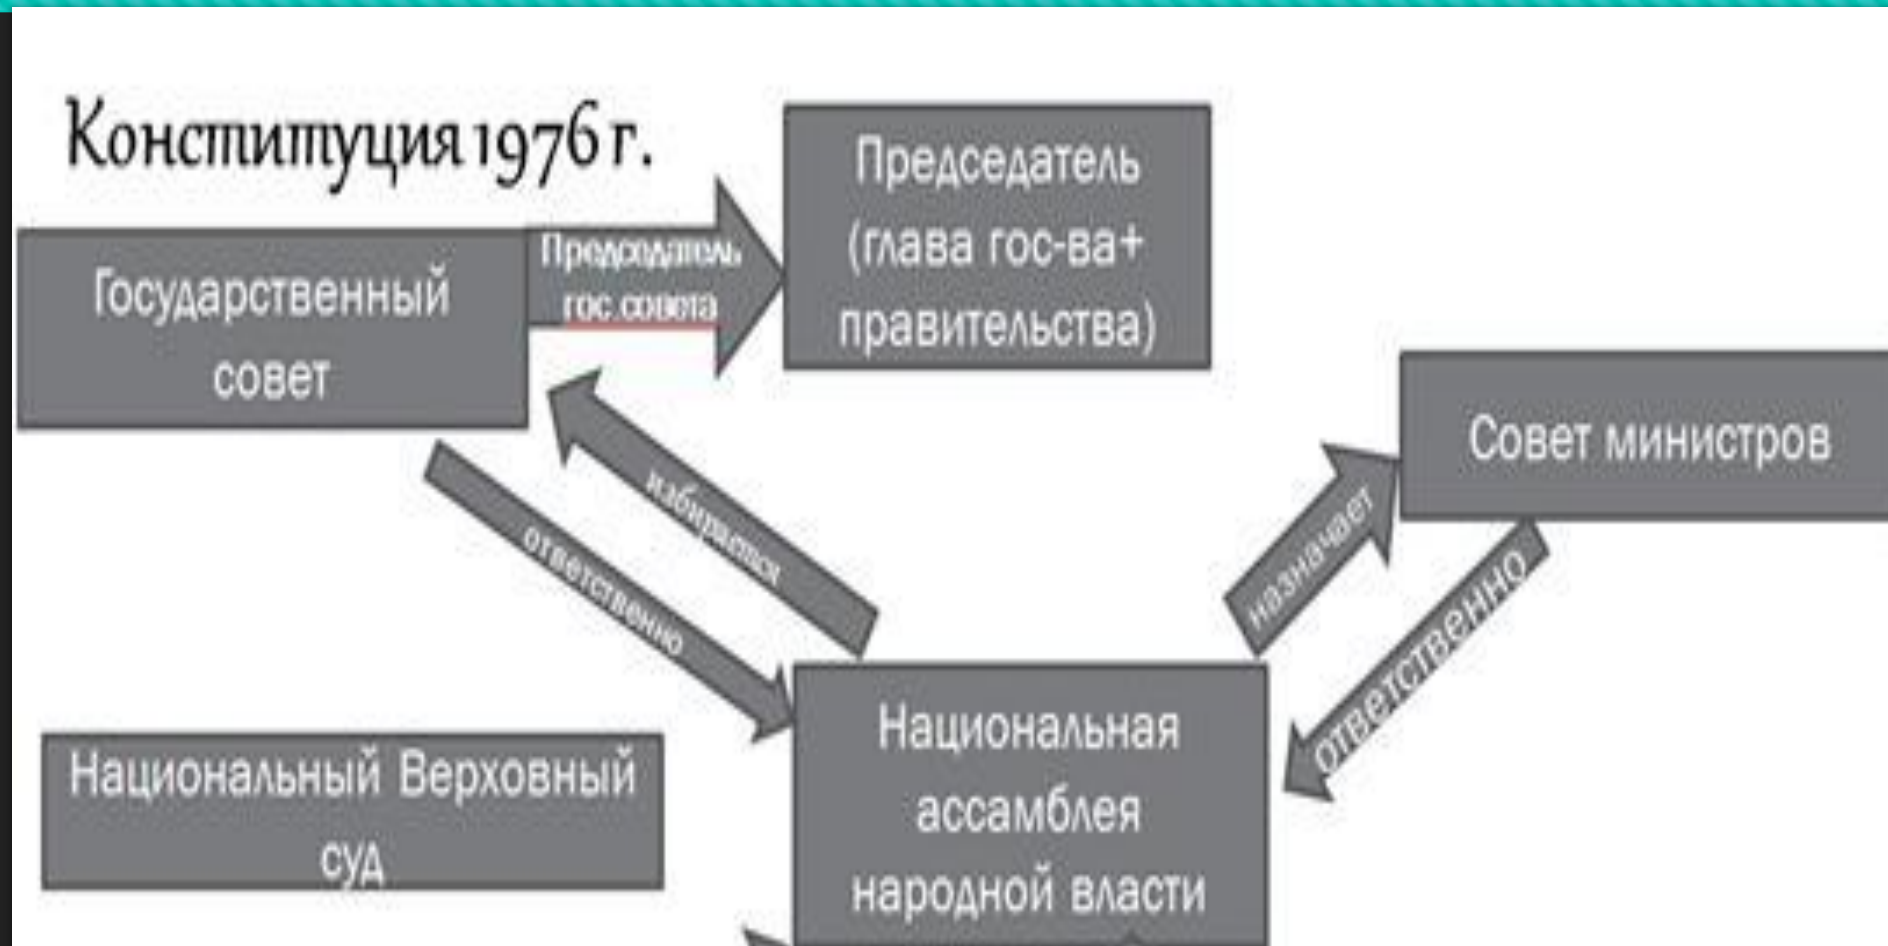 Конституция 1976 г.
Председатель
(глава гос-ва+
правительства)
Председатель
гос.совета
Государственный
совет
Совет министров
избирается
ответственно
назначает
ответственно
Национальный Верховный
суд
Национальная
ассамблея
народной власти